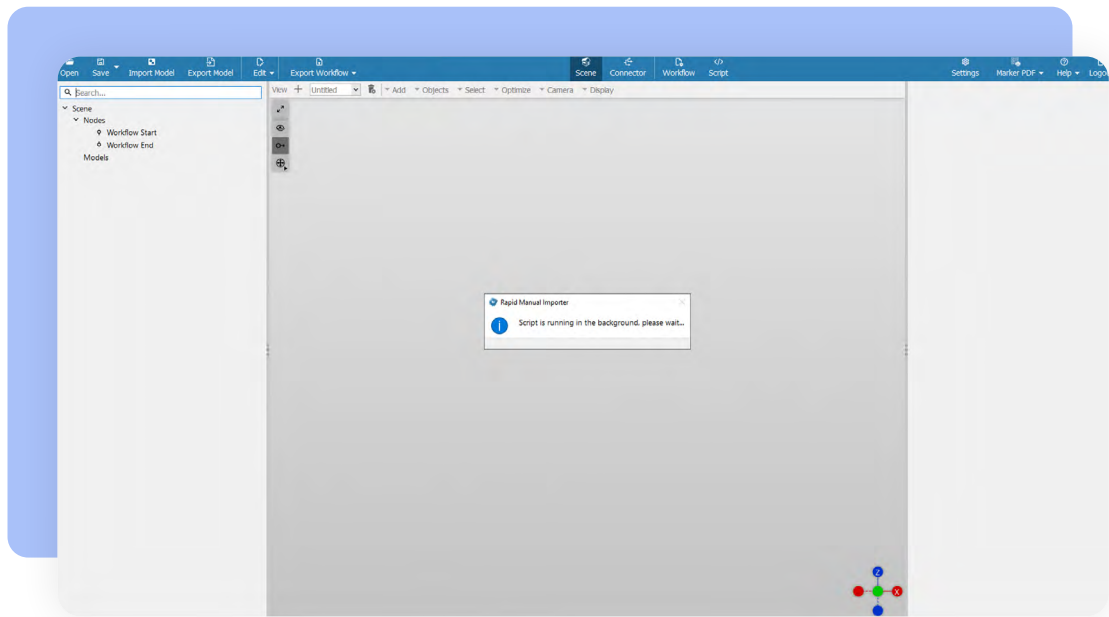 Open Save Import Model Export Model Edit Export Workflow Scene Connector Workflow Script Settings Marker PDF Help
Search...
View Untitled Add Objects Select Optimize Camera Display
Scene
Nodes
Workflow Start
Workflow End
Models
Rapid Manual Importer
Script is running in the background, please wait...
Z
X